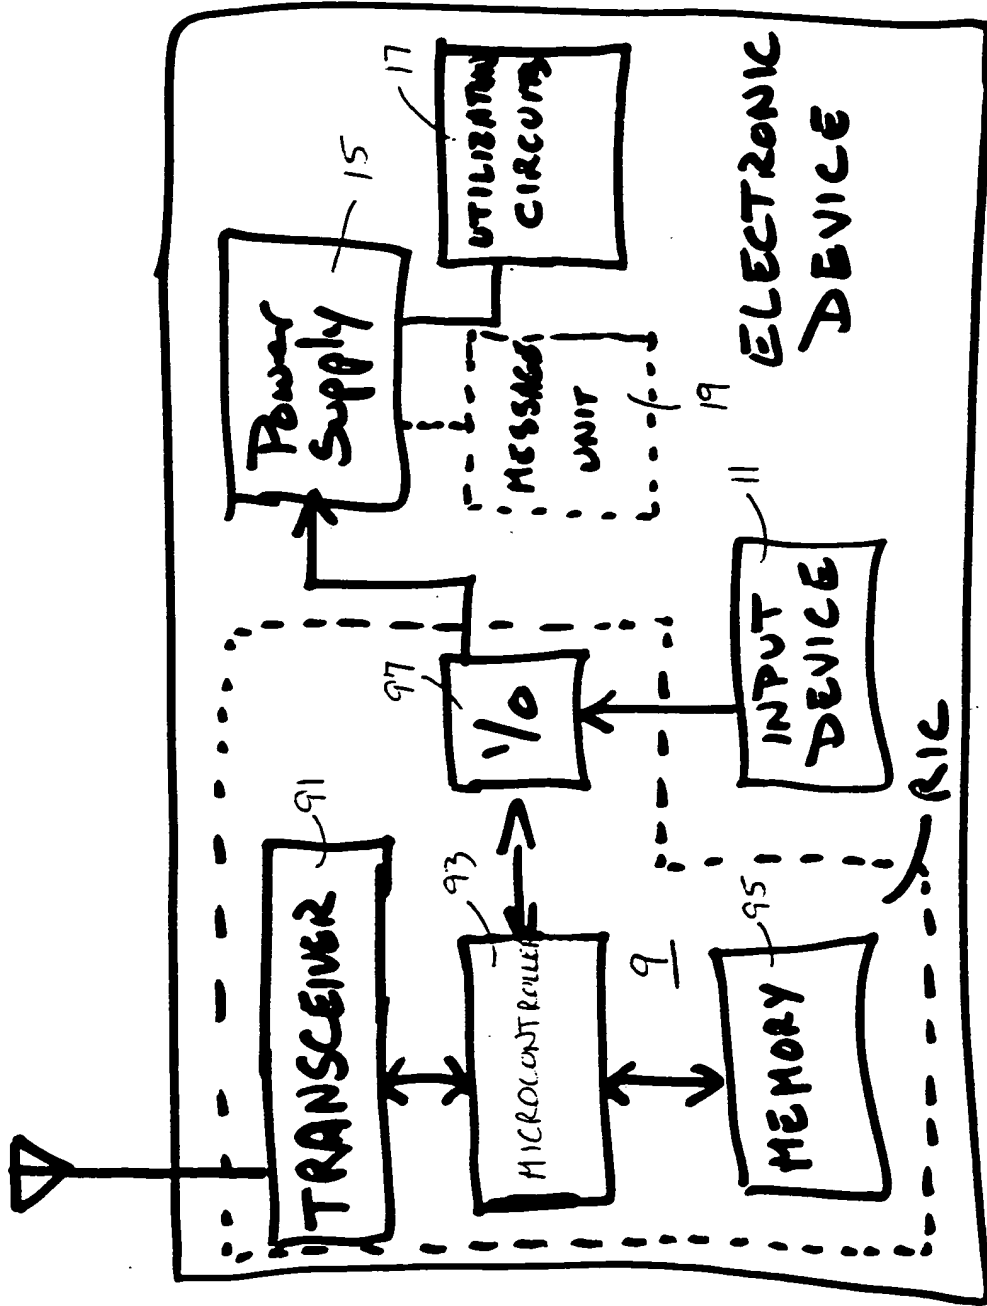 TRANSCEIVER
91
MICROCONTROLLER
93
9
MEMORY
95
RIC
I/O
97
INPUT
DEVICE
11
Power
Supply
15
MESSAGE
UNIT
19
UTILIZATION
CIRCUITS
17
ELECTRONIC
DEVICE